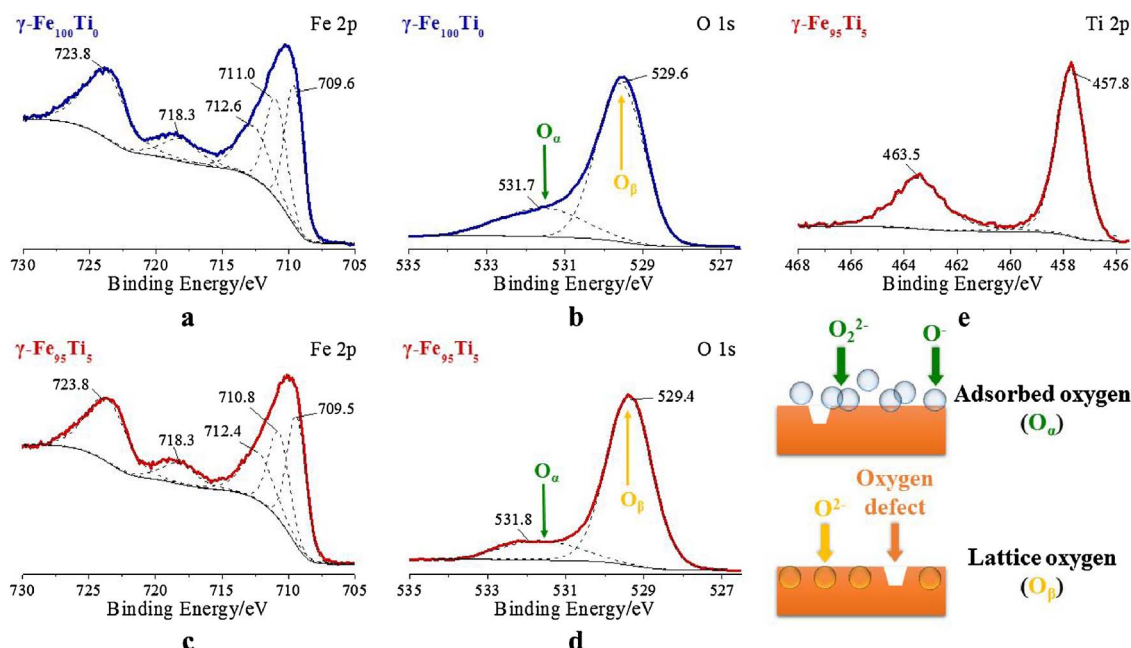 γ-Fe₁₀₀Ti₀
Fe 2p
723.8
718.3
712.6
711.0
709.6
730 725 720 715 710 705
Binding Energy/eV
a
γ-Fe₁₀₀Ti₀
O 1s
529.6
Oα
531.7
Oβ
535 533 531 529 527
Binding Energy/eV
b
γ-Fe₉₅Ti₅
Ti 2p
457.8
463.5
468 466 464 462 460 458 456
Binding Energy/eV
e
γ-Fe₉₅Ti₅
Fe 2p
723.8
718.3
712.4
710.8
709.5
730 725 720 715 710 705
Binding Energy/eV
c
γ-Fe₉₅Ti₅
O 1s
529.4
Oα
531.8
Oβ
535 533 531 529 527
Binding Energy/eV
d
O₂²⁻ O⁻
Adsorbed oxygen
(Oα)
O²⁻
Oxygen
defect
Lattice oxygen
(Oβ)